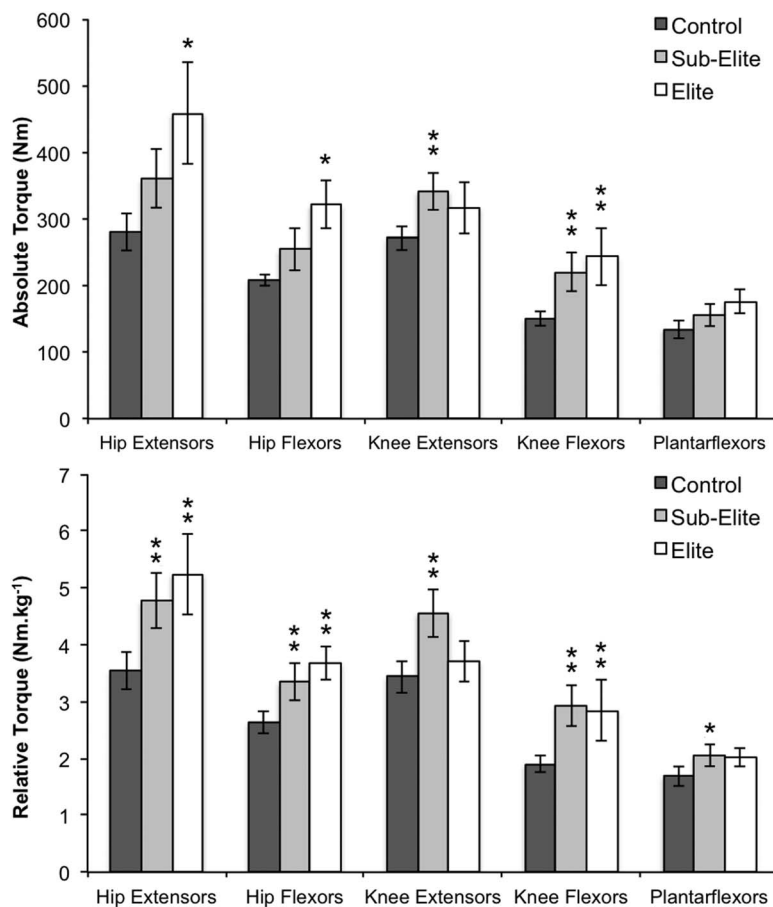 Absolute Torque (Nm)
600
500
400
300
200
100
0
Control
Sub-Elite
Elite
*
*
**
**
**
Hip Extensors Hip Flexors Knee Extensors Knee Flexors Plantarflexors
Relative Torque (Nm.kg⁻¹)
7
6
5
4
3
2
1
0
Control
Sub-Elite
Elite
**
**
**
**
**
**
**
*
Hip Extensors Hip Flexors Knee Extensors Knee Flexors Plantarflexors